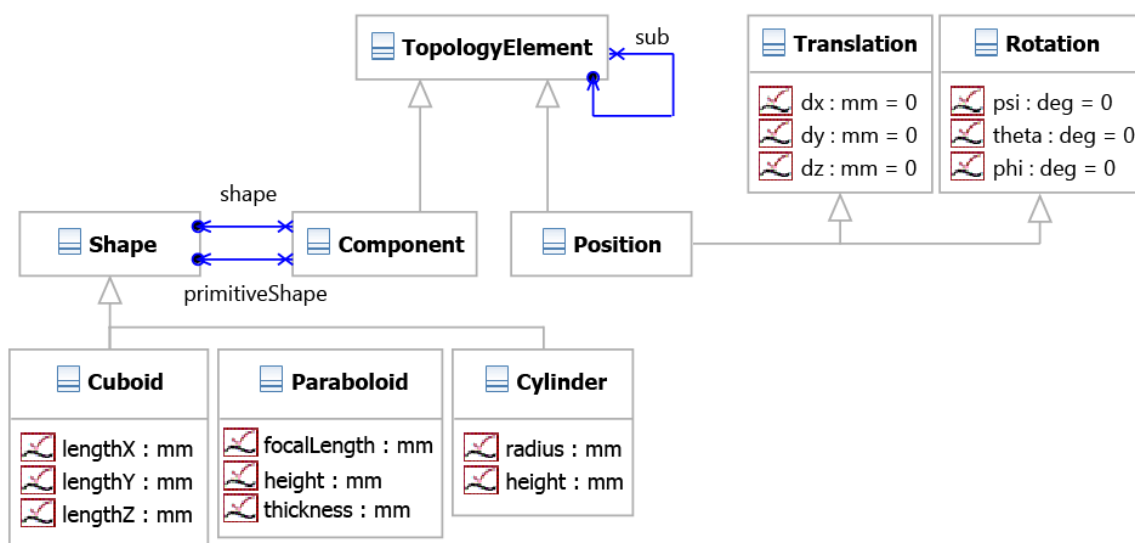 TopologyElement
sub
Translation
dx : mm = 0
dy : mm = 0
dz : mm = 0
Rotation
psi : deg = 0
theta : deg = 0
phi : deg = 0
Shape
shape
primitiveShape
Component
Position
Cuboid
lengthX : mm
lengthY : mm
lengthZ : mm
Paraboloid
focalLength : mm
height : mm
thickness : mm
Cylinder
radius : mm
height : mm